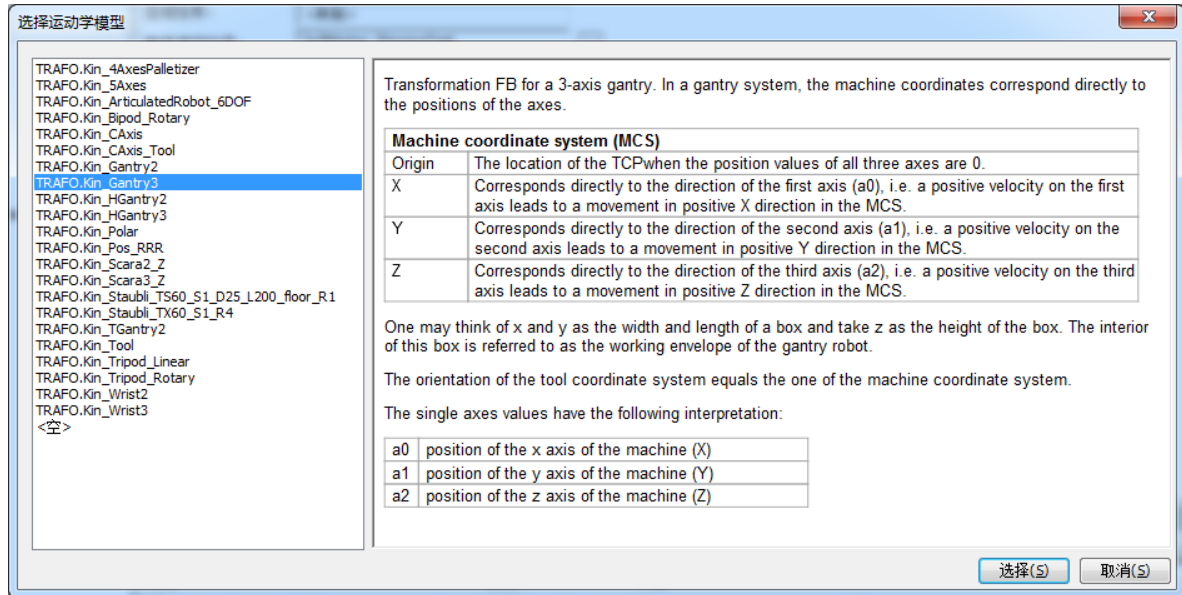 选择运动学模型
TRAFO.Kin_4AxesPalletizer
TRAFO.Kin_5Axes
TRAFO.Kin_ArticulatedRobot_6DOF
TRAFO.Kin_Bipod_Rotary
TRAFO.Kin_CAxis
TRAFO.Kin_CAxis_Tool
TRAFO.Kin_Gantry2
TRAFO.Kin_Gantry3
TRAFO.Kin_HGantry2
TRAFO.Kin_HGantry3
TRAFO.Kin_Polar
TRAFO.Kin_Pos_RRR
TRAFO.Kin_Scara2_Z
TRAFO.Kin_Scara3_Z
TRAFO.Kin_Staubli_TS60_S1_D25_L200_floor_R1
TRAFO.Kin_Staubli_TX60_S1_R4
TRAFO.Kin_TGantry2
TRAFO.Kin_Tool
TRAFO.Kin_Tripod_Linear
TRAFO.Kin_Tripod_Rotary
TRAFO.Kin_Wrist2
TRAFO.Kin_Wrist3
<空>
Transformation FB for a 3-axis gantry. In a gantry system, the machine coordinates correspond directly to
the positions of the axes.
Machine coordinate system (MCS)
Origin The location of the TCPwhen the position values of all three axes are 0.
X Corresponds directly to the direction of the first axis (a0), i.e. a positive velocity on the first
axis leads to a movement in positive X direction in the MCS.
Y Corresponds directly to the direction of the second axis (a1), i.e. a positive velocity on the
second axis leads to a movement in positive Y direction in the MCS.
Z Corresponds directly to the direction of the third axis (a2), i.e. a positive velocity on the third
axis leads to a movement in positive Z direction in the MCS.
One may think of x and y as the width and length of a box and take z as the height of the box. The interior
of this box is referred to as the working envelope of the gantry robot.
The orientation of the tool coordinate system equals the one of the machine coordinate system.
The single axes values have the following interpretation:
a0 position of the x axis of the machine (X)
a1 position of the y axis of the machine (Y)
a2 position of the z axis of the machine (Z)
选择(S) 取消(S)